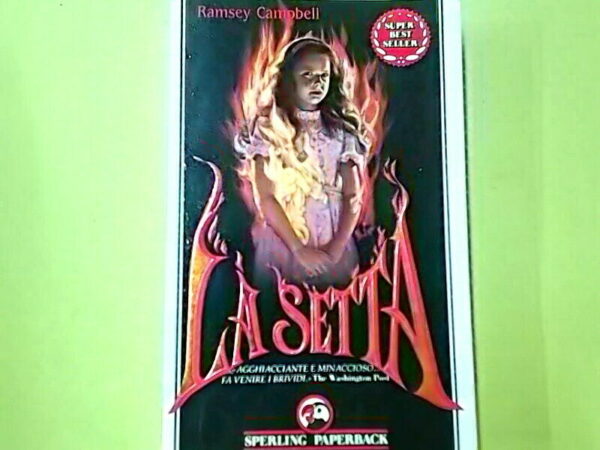 Ramsey Campbell
SUPER
BEST
SELLER
LA SETTA
«AGGHIACCIANTE E MINACCIOSO...
FA VENIRE I BRIVIDI.» The Washington Post
SPERLING PAPERBACK